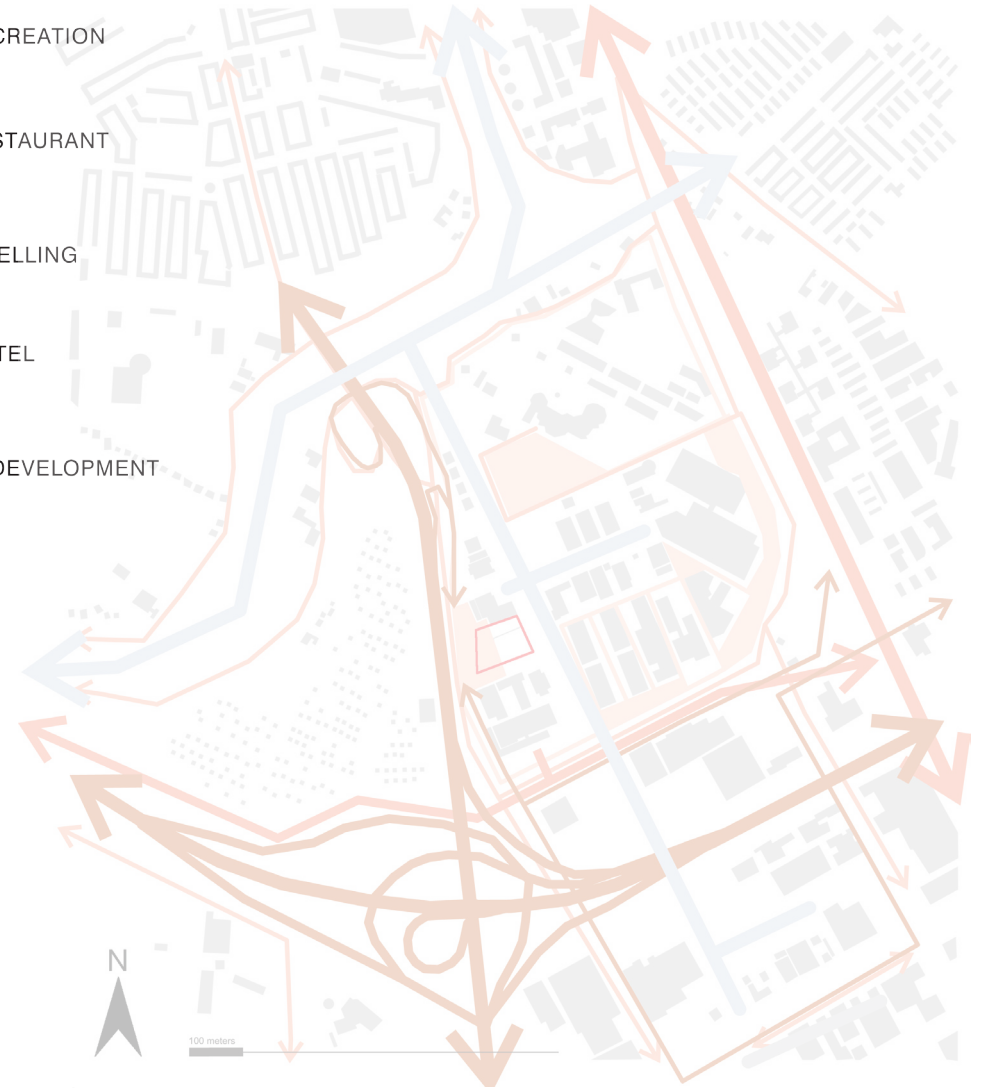 CREATION
STAURANT
ELLING
TEL
DEVELOPMENT
N
100 meters